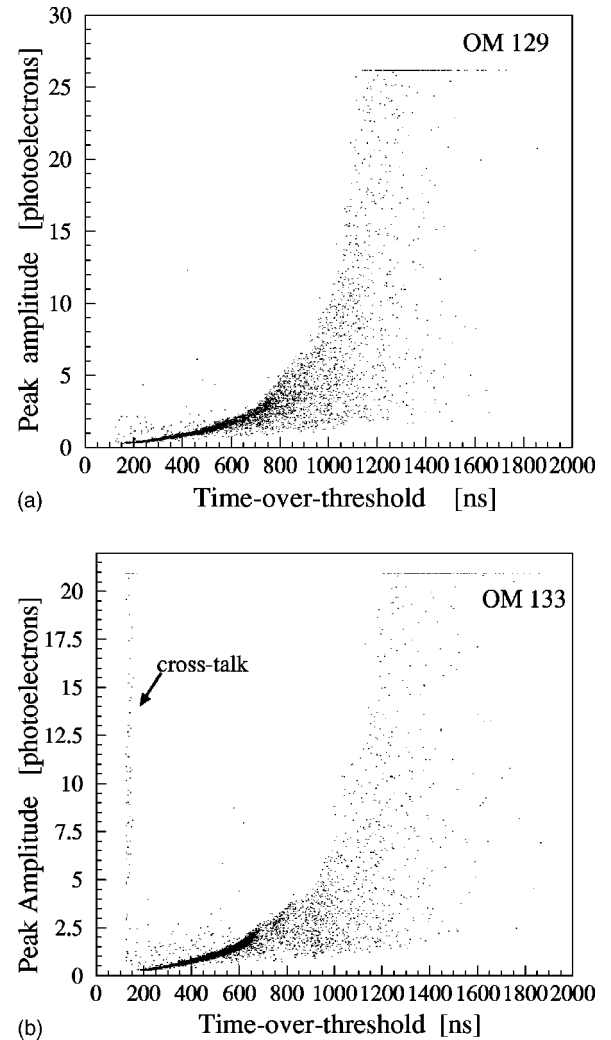 30
OM 129
25
20
15
10
5
0
Peak amplitude [photoelectrons]
0 200 400 600 800 1000 1200 1400 1600 1800 2000
(a) Time-over-threshold [ns]
20
OM 133
17.5
cross-talk
15
12.5
10
7.5
5
2.5
0
Peak Amplitude [photoelectrons]
0 200 400 600 800 1000 1200 1400 1600 1800 2000
(b) Time-over-threshold [ns]